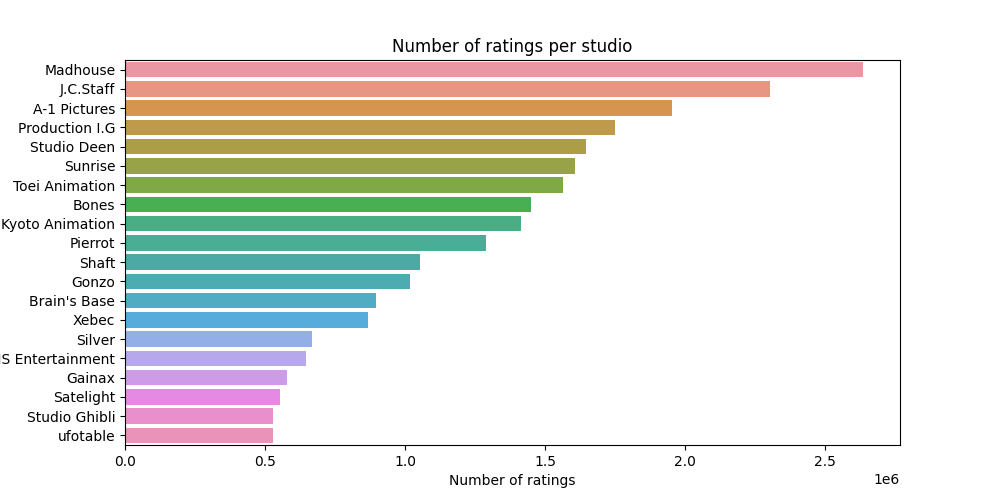 Number of ratings per studio
Madhouse
J.C.Staff
A-1 Pictures
Production I.G
Studio Deen
Sunrise
Toei Animation
Bones
Kyoto Animation
Pierrot
Shaft
Gonzo
Brain's Base
Xebec
Silver
Entertainment
Gainax
Satelight
Studio Ghibli
ufotable
0.0 0.5 1.0 1.5 2.0 2.5
1e6
Number of ratings